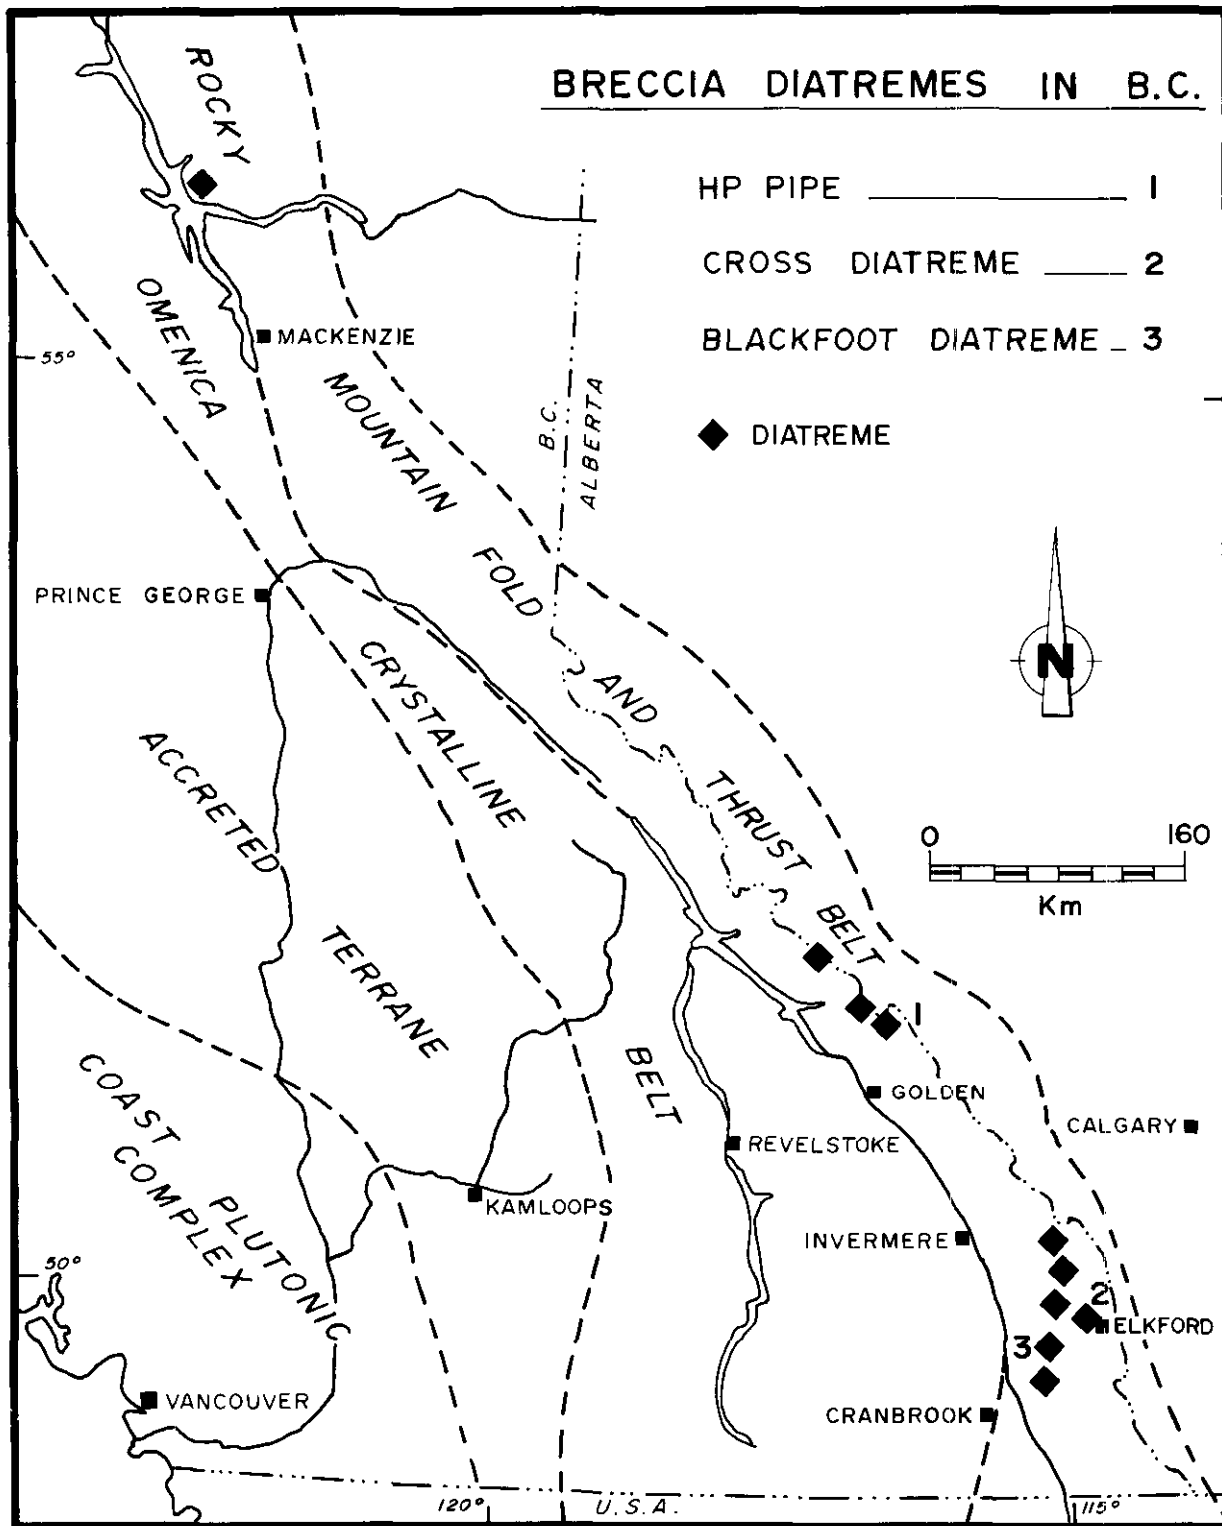 BRECCIA DIATREMES IN B.C.
HP PIPE 1
CROSS DIATREME 2
BLACKFOOT DIATREME 3
DIATREME
ROCKY
MOUNTAIN
FOLD
AND
THRUST
BELT
OMENICA
CRYSTALLINE
BELT
ACCRETED
TERRANE
COAST
PLUTONIC
COMPLEX
MACKENZIE
55°
B.C.
ALBERTA
PRINCE GEORGE
N
0 160
Km
1
GOLDEN
CALGARY
REVELSTOKE
KAMLOOPS
INVERMERE
50°
2
ELKFORD
3
VANCOUVER
CRANBROOK
120°
U.S.A.
115°